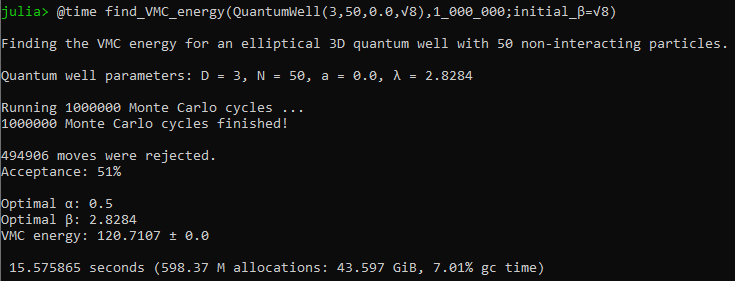 julia> @time find_VMC_energy(QuantumWell(3,50,0.0,√8),1_000_000;initial_β=√8)
Finding the VMC energy for an elliptical 3D quantum well with 50 non-interacting particles.
Quantum well parameters: D = 3, N = 50, a = 0.0, λ = 2.8284
Running 1000000 Monte Carlo cycles ...
1000000 Monte Carlo cycles finished!
494906 moves were rejected.
Acceptance: 51%
Optimal α: 0.5
Optimal β: 2.8284
VMC energy: 120.7107 ± 0.0
15.575865 seconds (598.37 M allocations: 43.597 GiB, 7.01% gc time)